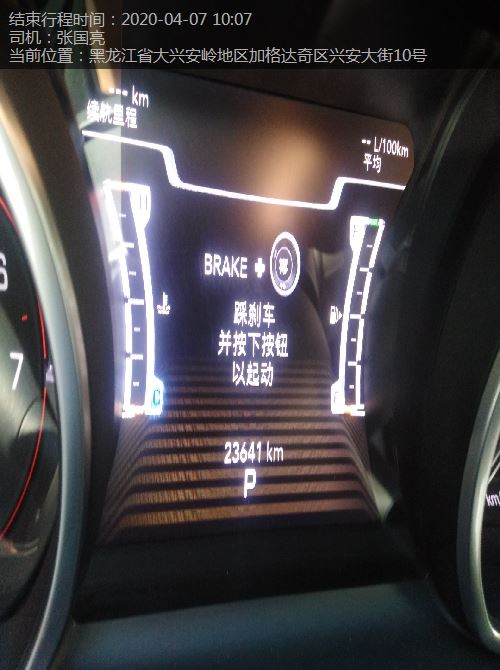 结束行程时间：2020-04-07 10:07
司机：张国亮
当前位置：黑龙江省大兴安岭地区加格达奇区兴安大街10号
--- km
续航里程
-- L/100km
平均
H
BRAKE +
踩刹车
并按下按钮
以起动
C
23641 km
P
6
7
km/